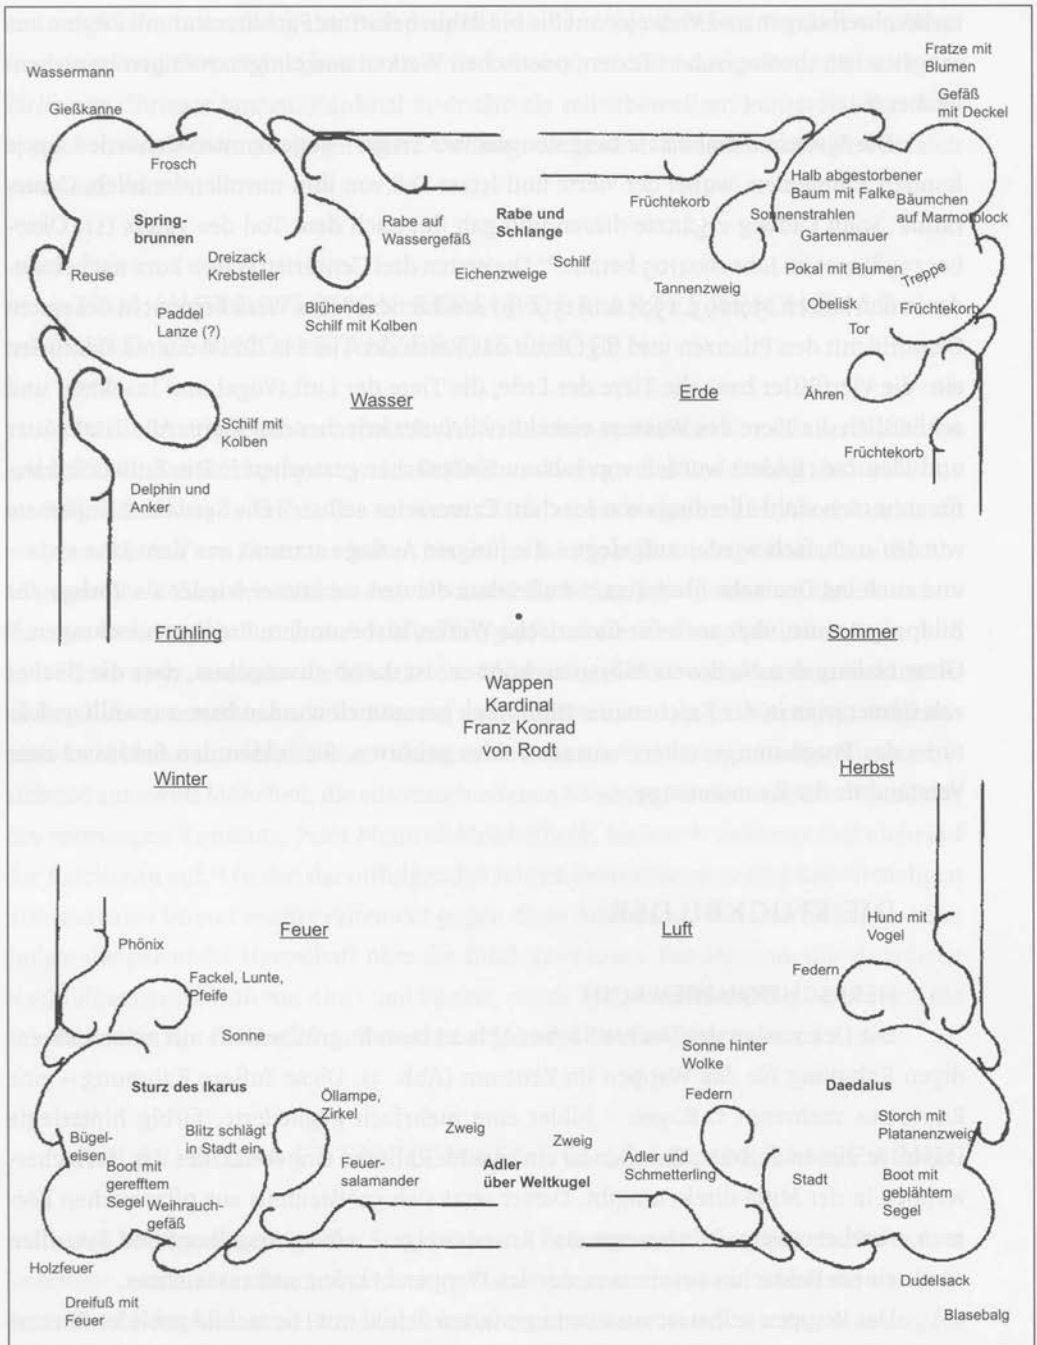 Wassermann
Gießkanne
Frosch
Spring-
brunnen
Reuse
Dreizack
Krebsteller
Paddel
Lanze (?)
Rabe auf
Wassergefäß
Blühendes
Schilf mit Kolben
Rabe und
Schlange
Eichenzweige
Schilf
Wasser
Schilf mit
Kolben
Delphin und
Anker
Frühling
Fratze mit
Blumen
Gefäß
mit Deckel
Halb abgestorbener
Baum mit Falke
Früchtekorb
Bäumchen
auf Marmorblock
Sonnenstrahlen
Gartenmauer
Pokal mit Blumen
Treppe
Tannenzweig
Obelisk
Früchtekorb
Tor
Erde
Ähren
Früchtekorb
Sommer
Wappen
Kardinal
Franz Konrad
von Rodt
Winter
Herbst
Feuer
Phönix
Fackel, Lunte,
Pfeife
Sonne
Sturz des Ikarus
Öllampe,
Zirkel
Blitz schlägt
in Stadt ein
Bügel-
eisen
Boot mit
gerefftem
Segel
Weihrauch-
gefäß
Feuer-
salamander
Holzfeuer
Dreifuß mit
Feuer
Zweig
Zweig
Adler
über Weltkugel
Luft
Hund mit
Vogel
Federn
Sonne hinter
Wolke
Federn
Daedalus
Storch mit
Platanenzweig
Adler und
Schmetterling
Stadt
Boot mit
geblähtem
Segel
Dudelsack
Blasebalg